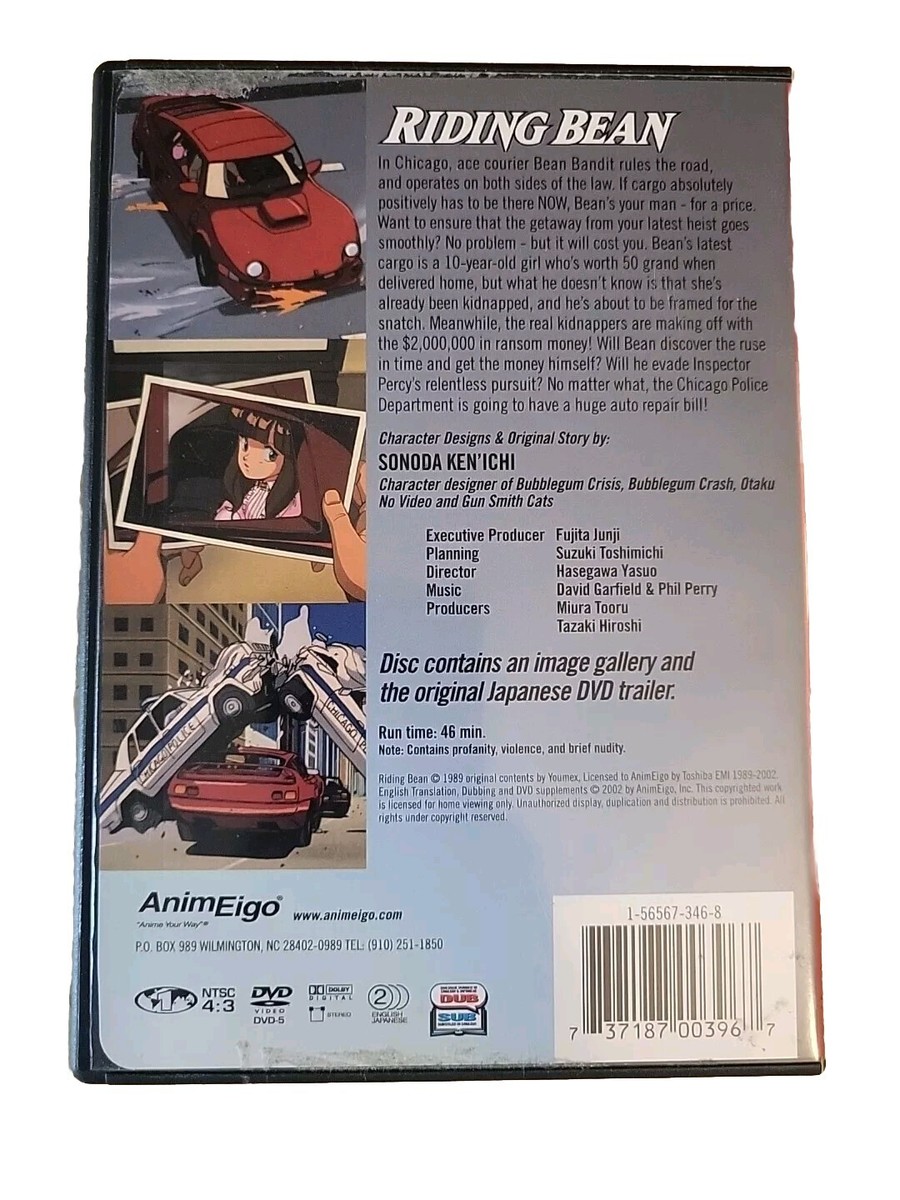 RIDING BEAN
In Chicago, ace courier Bean Bandit rules the road,
and operates on both sides of the law. If cargo absolutely
positively has to be there NOW, Bean's your man - for a price.
Want to ensure that the getaway from your latest heist goes
smoothly? No problem - but it will cost you. Bean's latest
cargo is a 10-year-old girl who's worth 50 grand when
delivered home, but what he doesn't know is that she's
already been kidnapped, and he's about to be framed for the
snatch. Meanwhile, the real kidnappers are making off with
the $2,000,000 in ransom money! Will Bean discover the ruse
in time and get the money himself? Will he evade Inspector
Percy's relentless pursuit? No matter what, the Chicago Police
Department is going to have a huge auto repair bill!
Character Designs & Original Story by:
SONODA KEN'ICHI
Character designer of Bubblegum Crisis, Bubblegum Crash, Otaku
No Video and Gun Smith Cats
Executive Producer Fujita Junji
Planning Suzuki Toshimichi
Director Hasegawa Yasuo
Music David Garfield & Phil Perry
Producers Miura Tooru
Tazaki Hiroshi
Disc contains an image gallery and
the original Japanese DVD trailer.
Run time: 46 min.
Note: Contains profanity, violence, and brief nudity.
Riding Bean © 1989 original contents by Youmex, Licensed to AnimEigo by Toshiba EMI 1989-2002.
English Translation, Dubbing and DVD supplements © 2002 by AnimEigo, Inc. This copyrighted work
is licensed for home viewing only. Unauthorized display, duplication and distribution is prohibited. All
rights under copyright reserved.
CHICAGO POLICE
CHICAGO
AnimEigo® www.animeigo.com
"Anime Your Way"®
P.O. BOX 989 WILMINGTON, NC 28402-0989 TEL: (910) 251-1850
1
NTSC
4:3
DVD
VIDEO
DVD-5
DOLBY
DIGITAL
STEREO
2
ENGLISH
JAPANESE
DUB
SUB
1-56567-346-8
7 37187 00396 7